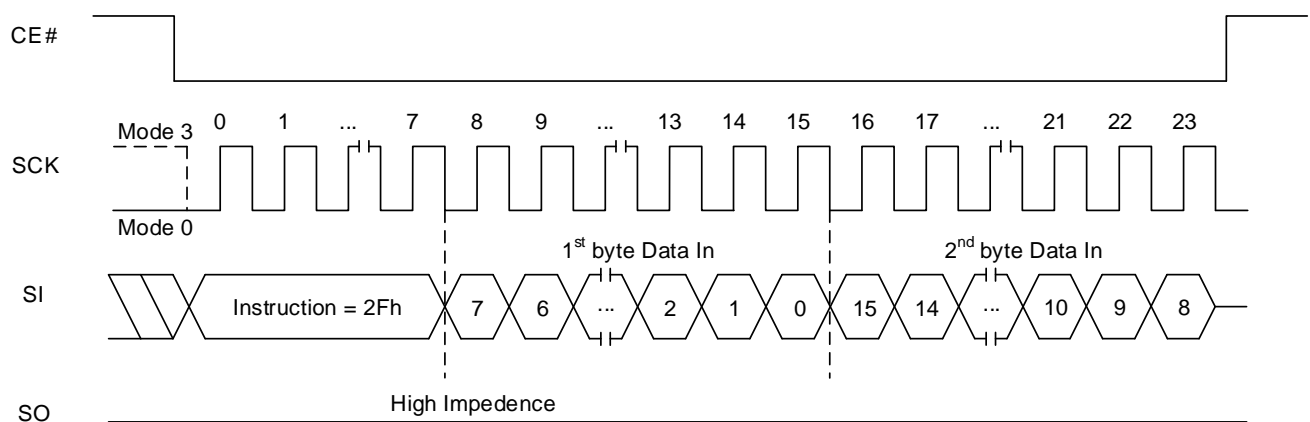 CE#
0 1 ... 7 8 9 ... 13 14 15 16 17 ... 21 22 23
Mode 3
SCK
Mode 0
1st byte Data In 2nd byte Data In
SI Instruction = 2Fh 7 6 ... 2 1 0 15 14 ... 10 9 8
High Impedence
SO